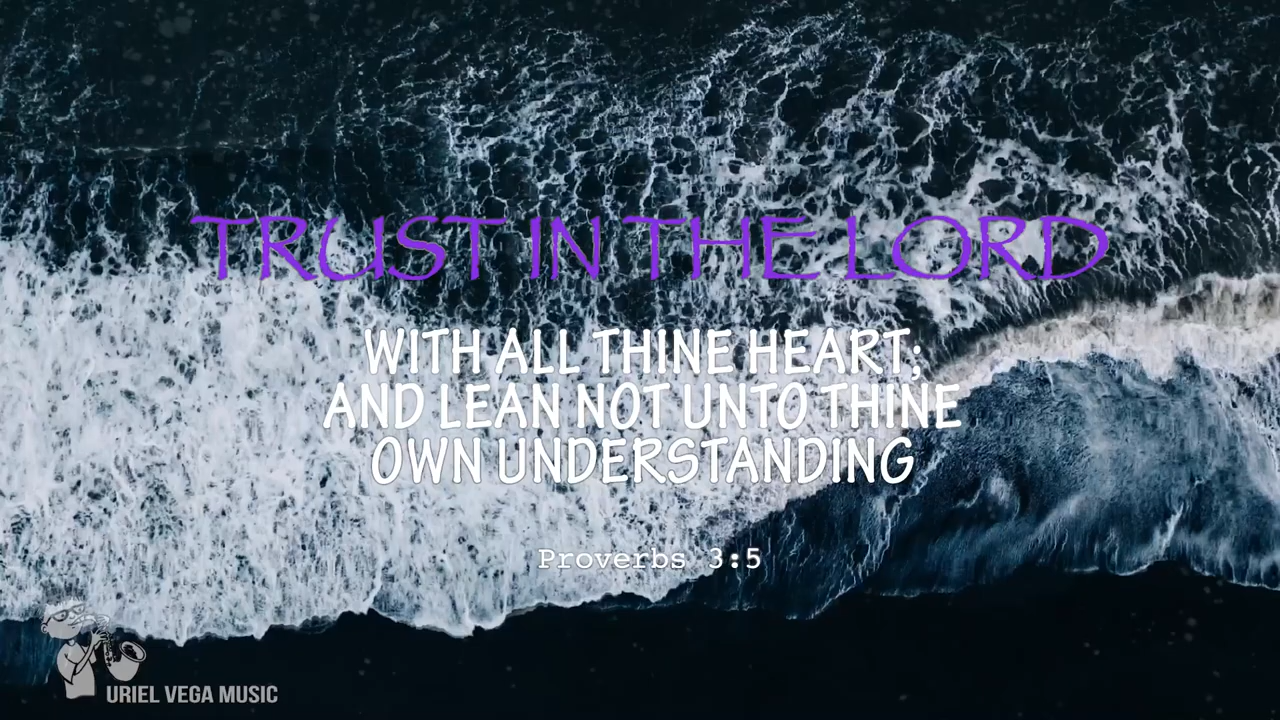 TRUST IN THE LORD
WITH ALL THINE HEART;
AND LEAN NOT UNTO THINE
OWN UNDERSTANDING
Proverbs 3:5
URIEL VEGA MUSIC